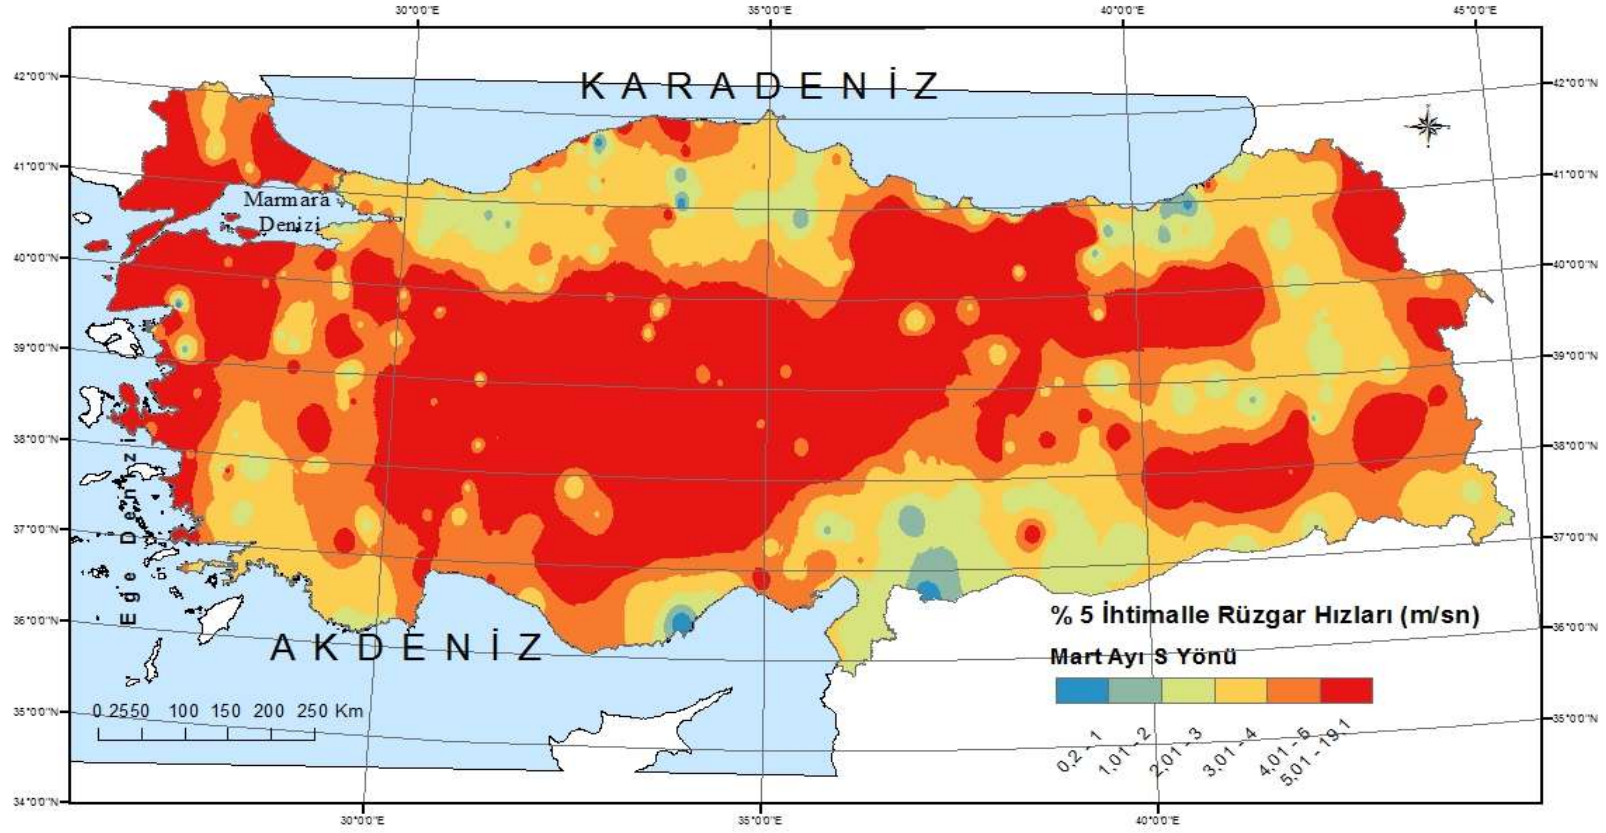 30°0'0"E 35°0'0"E 40°0'0"E 45°0'0"E
42°0'0"N
42°0'0"N
41°0'0"N
41°0'0"N
40°0'0"N
40°0'0"N
39°0'0"N
39°0'0"N
38°0'0"N
38°0'0"N
37°0'0"N
37°0'0"N
36°0'0"N
36°0'0"N
35°0'0"N
35°0'0"N
34°0'0"N
KARADENİZ
Marmara
Denizi
Ege Denizi
AKDENİZ
% 5 İhtimalle Rüzgar Hızları (m/sn)
Mart Ayı S Yönü
0,2 - 1
1,01 - 2
2,01 - 3
3,01 - 4
4,01 - 5
5,01 - 19,1
0 2550 100 150 200 250 Km
30°0'0"E 35°0'0"E 40°0'0"E